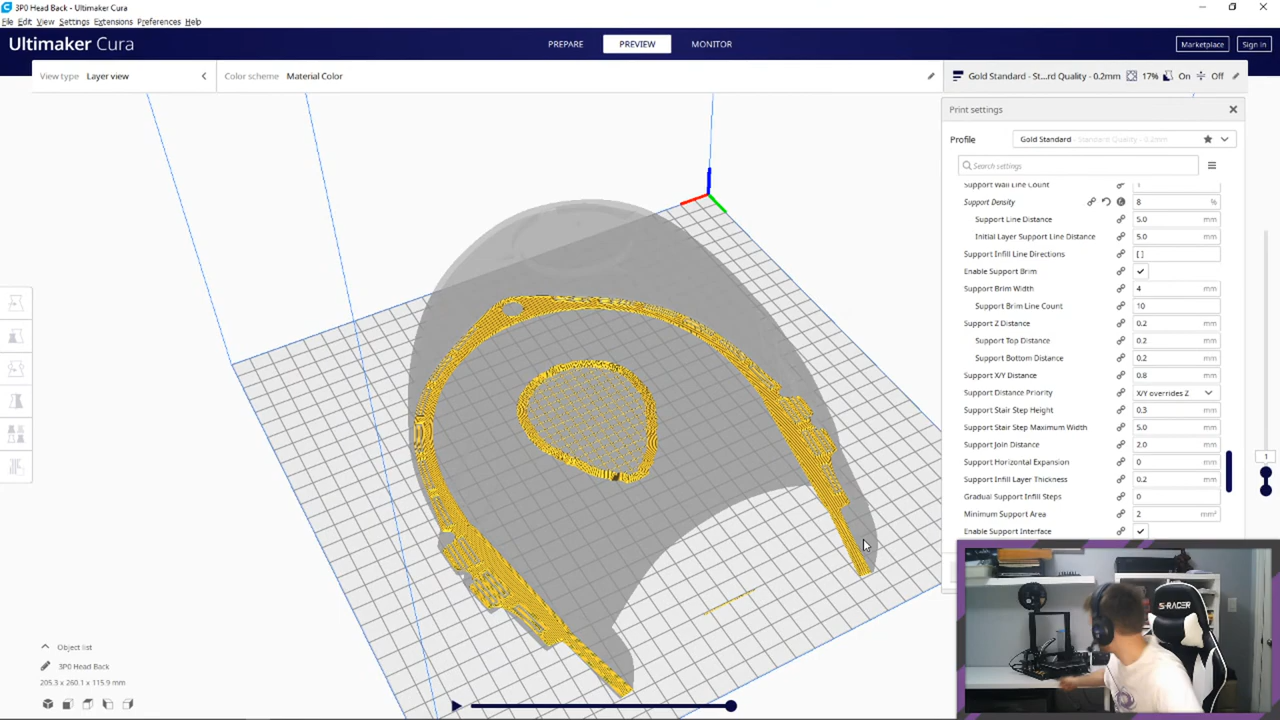 3P0 Head Back - Ultimaker Cura
File Edit View Settings Extensions Preferences Help
Ultimaker Cura
PREPARE
PREVIEW
MONITOR
Marketplace
Sign in
View type Layer view
Color scheme Material Color
Gold Standard - St...rd Quality - 0.2mm 17% On Off
Print settings
Profile Gold Standard - Standard Quality - 0.2mm
Search settings
Support Wall Line Count 1
Support Density 8 %
Support Line Distance 5.0 mm
Initial Layer Support Line Distance 5.0 mm
Support Infill Line Directions [ ]
Enable Support Brim
Support Brim Width 4 mm
Support Brim Line Count 10
Support Z Distance 0.2 mm
Support Top Distance 0.2 mm
Support Bottom Distance 0.2 mm
Support X/Y Distance 0.8 mm
Support Distance Priority X/Y overrides Z
Support Stair Step Height 0.3 mm
Support Stair Step Maximum Width 5.0 mm
Support Join Distance 2.0 mm
Support Horizontal Expansion 0 mm
Support Infill Layer Thickness 0.2 mm
Gradual Support Infill Steps 0
Minimum Support Area 2 mm²
Enable Support Interface
1
Object list
3P0 Head Back
205.3 x 260.1 x 115.9 mm
S-RACER